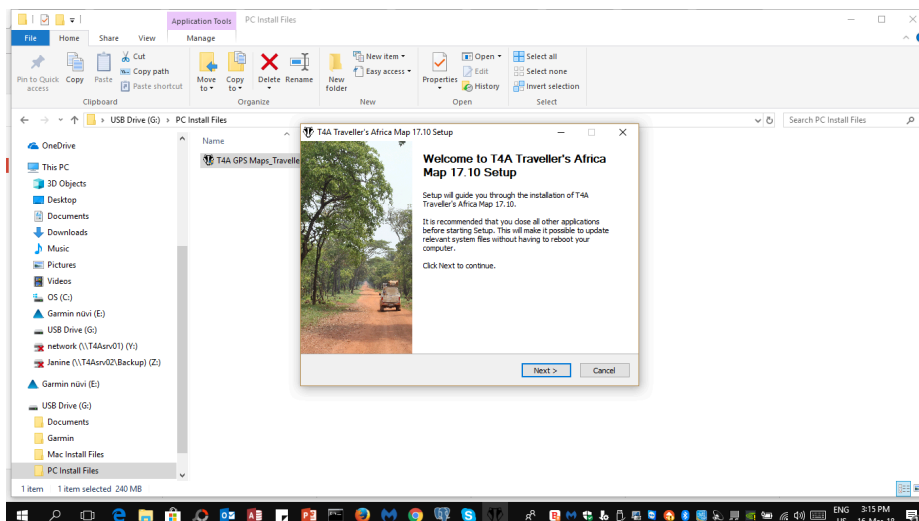 Application Tools PC Install Files
File Home Share View Manage
Pin to Quick access
Copy
Paste
Cut
Copy path
Paste shortcut
Clipboard
Move to
Copy to
Delete
Rename
Organize
New folder
New item
Easy access
New
Properties
Open
Edit
History
Open
Select all
Select none
Invert selection
Select
USB Drive (G:) PC Install Files
Search PC Install Files
OneDrive
This PC
3D Objects
Desktop
Documents
Downloads
Music
Pictures
Videos
OS (C:)
Garmin nüvi (E:)
USB Drive (G:)
network (\\T4Asrv01) (Y:)
Janine (\\T4Asrv02\Backup) (Z:)
Garmin nüvi (E:)
USB Drive (G:)
Documents
Garmin
Mac Install Files
PC Install Files
Name
T4A GPS Maps_Travelle
T4A Traveller's Africa Map 17.10 Setup
Welcome to T4A Traveller's Africa
Map 17.10 Setup
Setup will guide you through the installation of T4A
Traveller's Africa Map 17.10.
It is recommended that you close all other applications
before starting Setup. This will make it possible to update
relevant system files without having to reboot your
computer.
Click Next to continue.
Next >
Cancel
1 item 1 item selected 240 MB
ENG 3:15 PM
US 16-Mar-18